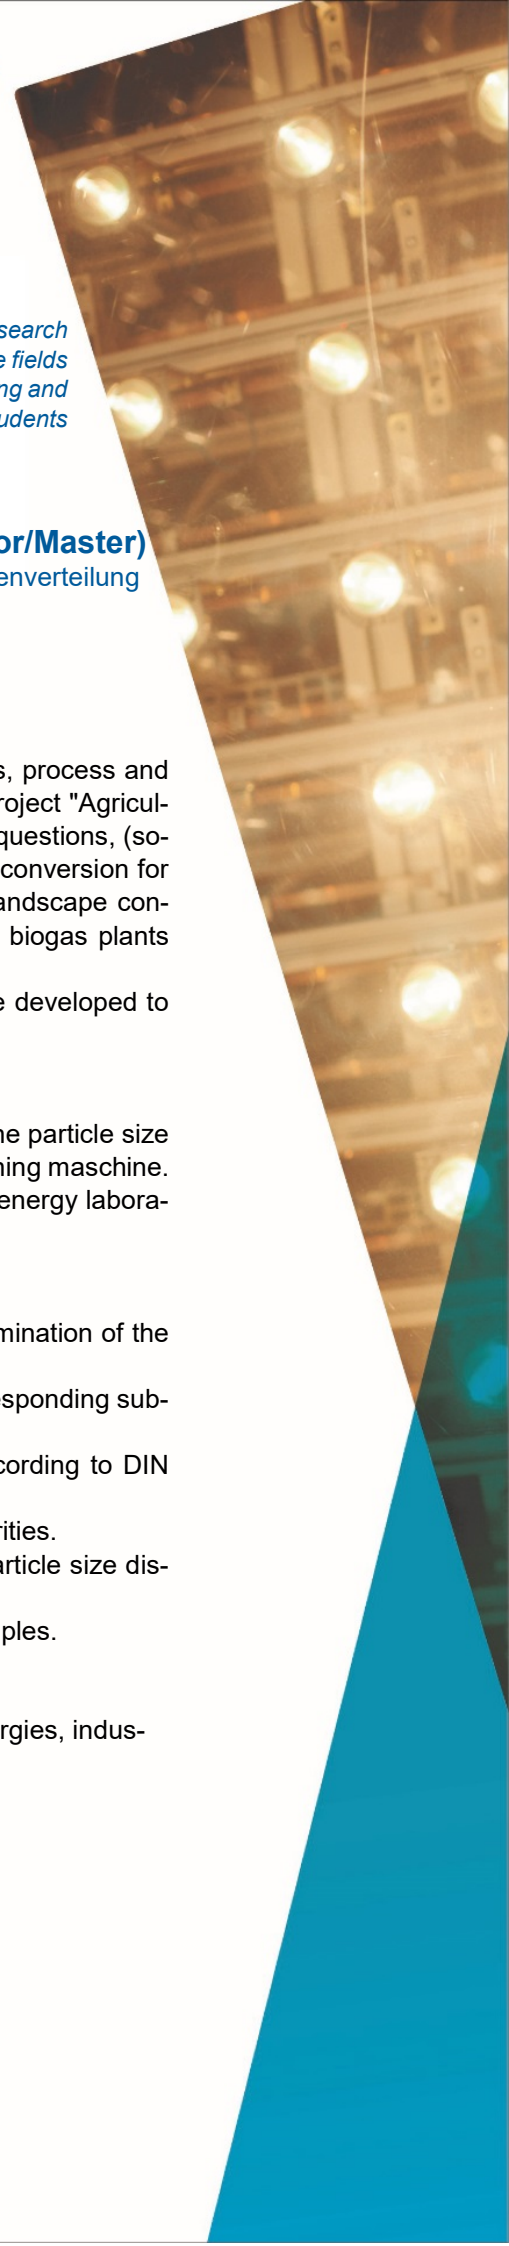 search
e fields
ng and
udents
or/Master)
enverteilung
s, process and
roject "Agricul-
questions, (so-
conversion for
andscape con-
biogas plants
e developed to
he particle size
ning maschine.
energy labora-
mination of the
esponding sub-
cording to DIN
rities.
article size dis-
ples.
rgies, indus-